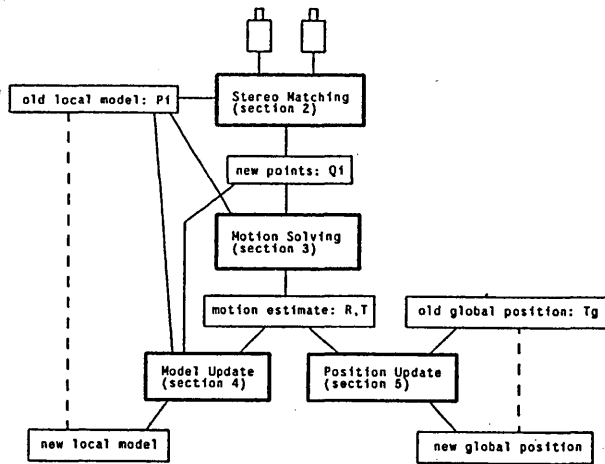 old local model: Pi
Stereo Matching
(section 2)
new points: Qi
Motion Solving
(section 3)
motion estimate: R,T
old global position: Tg
Model Update
(section 4)
Position Update
(section 5)
new local model
new global position